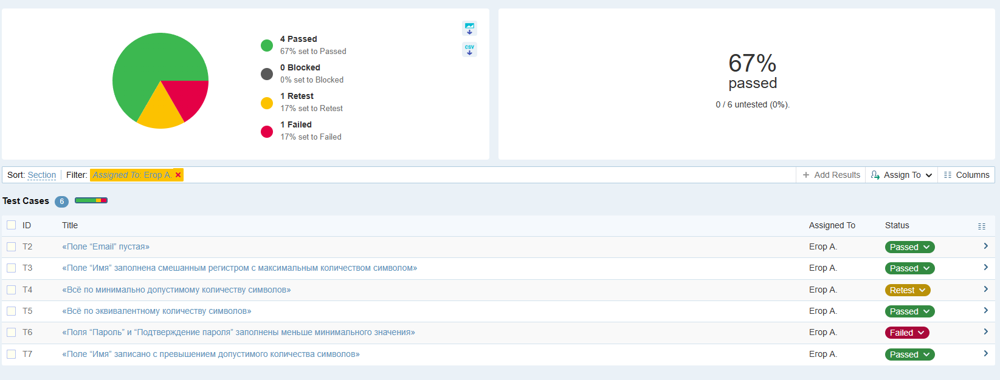 4 Passed
67% set to Passed
0 Blocked
0% set to Blocked
1 Retest
17% set to Retest
1 Failed
17% set to Failed
CSV
67%
passed
0 / 6 untested (0%).
Sort: Section Filter: Assigned To: Егор А. Add Results Assign To Columns
Test Cases 6
ID Title Assigned To Status
T2 «Поле “Email” пустая» Егор А. Passed
T3 «Поле “Имя” заполнена смешанным регистром с максимальным количеством символом» Егор А. Passed
T4 «Всё по минимально допустимому количеству символов» Егор А. Retest
T5 «Всё по эквивалентному количеству символов» Егор А. Passed
T6 «Поля “Пароль” и “Подтверждение пароля” заполнены меньше минимального значения» Егор А. Failed
T7 «Поле “Имя” записано с превышением допустимого количества символов» Егор А. Passed